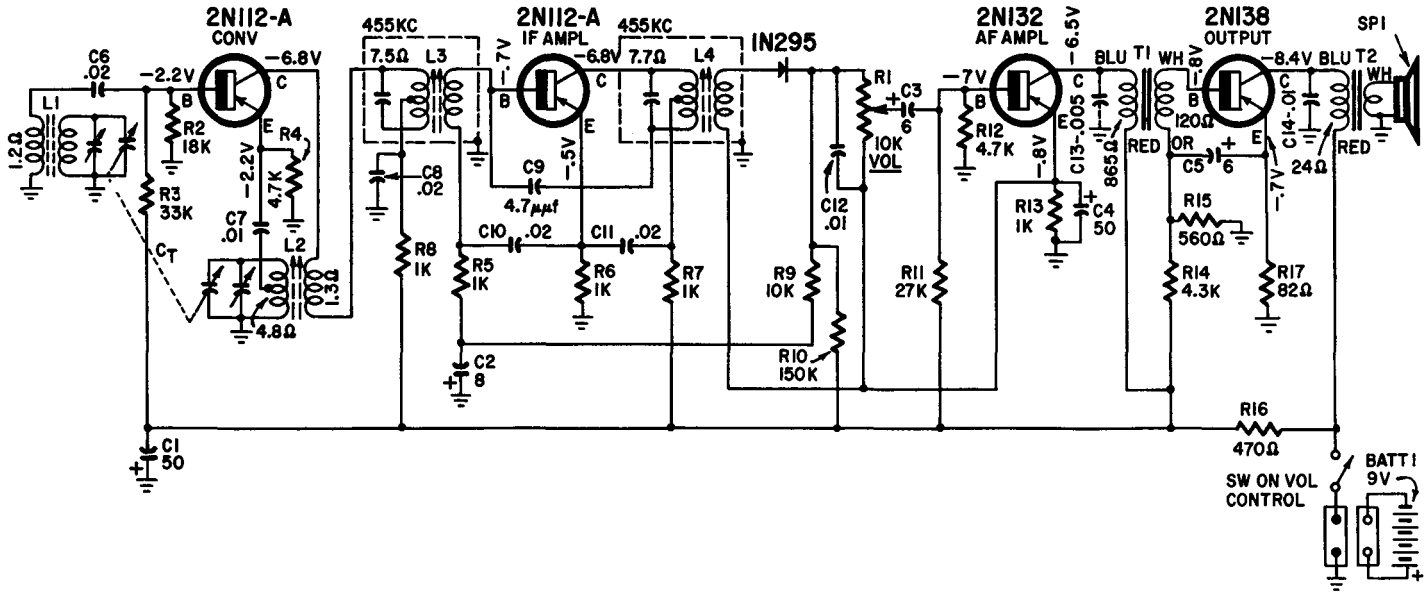 2N112-A
CONV
455KC
2N112-A
IF AMPL
455KC
1N295
2N132
AF AMPL
2N138
OUTPUT
SP1
C6
.02
-2.2V
B
C
E
-6.8V
L1
1.2Ω
R2
18K
R3
33K
R4
4.7K
-2.2V
C7
.01
CT
L2
4.8Ω
1.3Ω
7.5Ω
L3
C8
.02
R8
1K
-.7V
B
C
E
-6.8V
-.5V
C9
4.7μμf
C10
.02
C11
.02
R5
1K
R6
1K
R7
1K
C2
8
+
7.7Ω
L4
R9
10K
R10
150K
C12
.01
R1
10K
VOL
C3
6
+
R11
27K
R12
4.7K
-.7V
B
C
E
-6.5V
-.8V
C13-.005
R13
1K
C4
50
+
BLU
T1
WH
865Ω
RED
120Ω
OR
-.8V
B
C
E
-8.4V
-.7V
C5
6
+
R15
560Ω
R14
4.3K
R17
82Ω
C14-.01
BLU
T2
WH
24Ω
RED
C1
50
+
R16
470Ω
SW ON VOL
CONTROL
BATT 1
9V
+